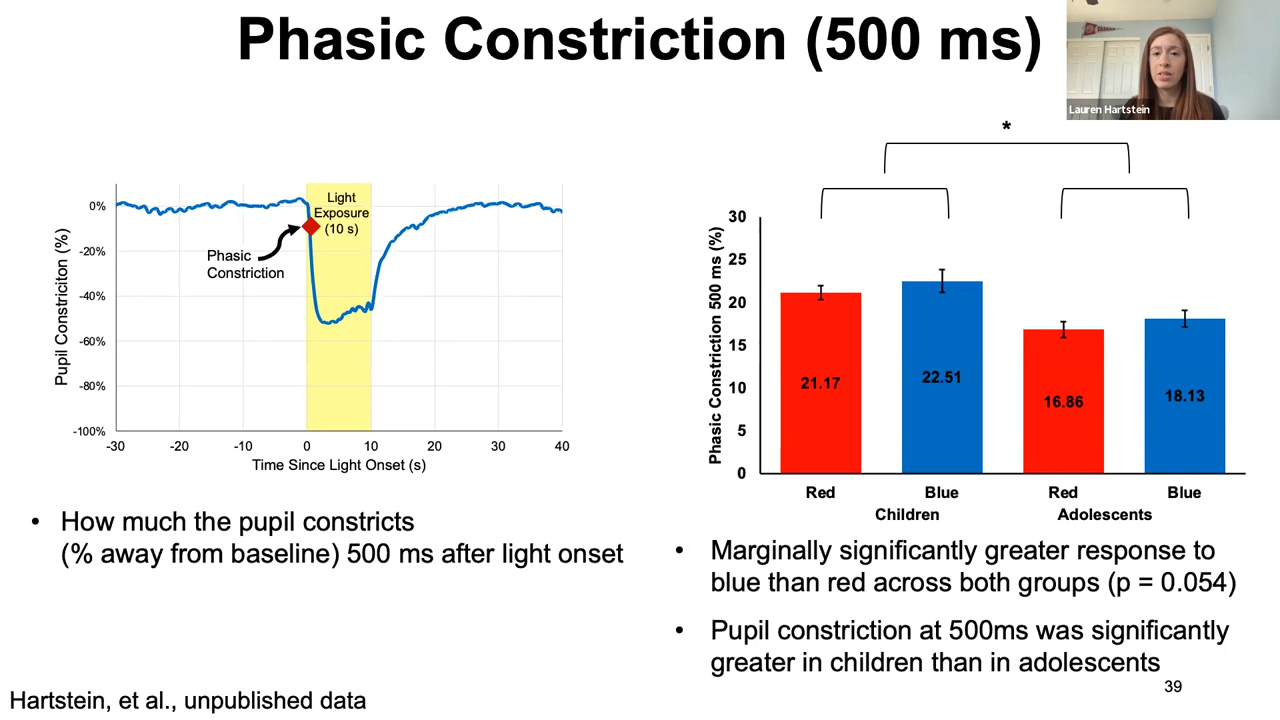 Phasic Constriction (500 ms)
Lauren Hartstein
Light
Exposure
(10 s)
Phasic
Constriction
Pupil Constriciton (%)
0%
-20%
-40%
-60%
-80%
-100%
-30 -20 -10 0 10 20 30 40
Time Since Light Onset (s)
• How much the pupil constricts
(% away from baseline) 500 ms after light onset
*
Phasic Constriction 500 ms (%)
30
25
20
15
10
5
0
21.17 22.51 16.86 18.13
Red Blue Red Blue
Children Adolescents
• Marginally significantly greater response to
blue than red across both groups (p = 0.054)
• Pupil constriction at 500ms was significantly
greater in children than in adolescents
39
Hartstein, et al., unpublished data